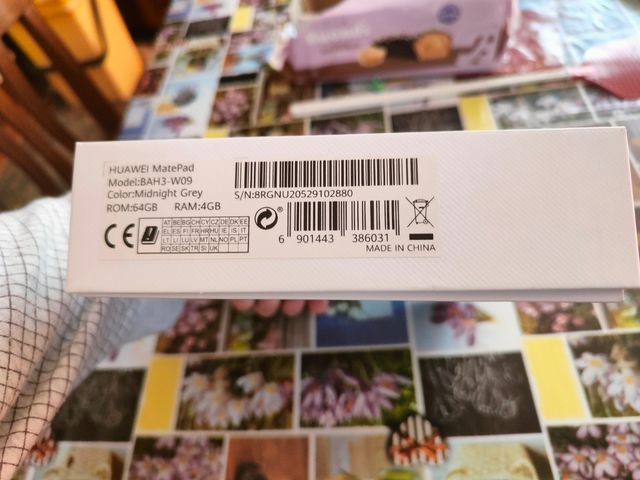 HUAWEI MatePad
Model:BAH3-W09
Color:Midnight Grey
ROM:64GB RAM:4GB
S/N:8RGNU20529102880
CE
AT BE BG CH CY CZ DE DK EE
EL ES FI FR HR HU IE IS IT
LT LU LV MT NL NO PL PT
RO SE SK TR SI UK
6 901443 386031
MADE IN CHINA